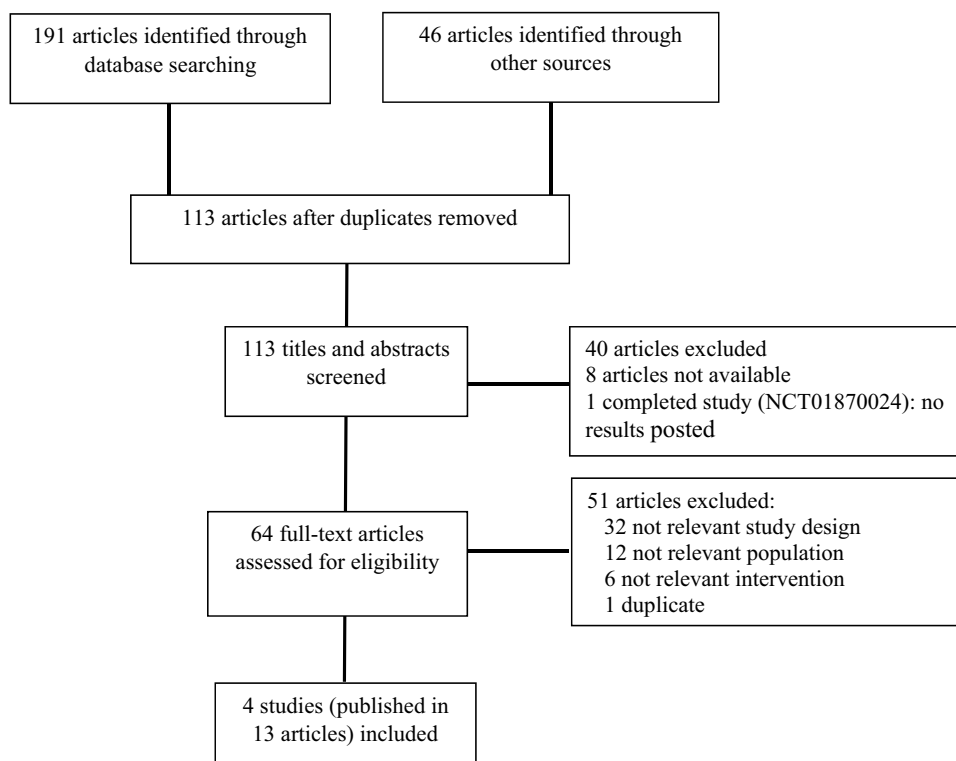 191 articles identified through
database searching
46 articles identified through
other sources
113 articles after duplicates removed
113 titles and abstracts
screened
40 articles excluded
8 articles not available
1 completed study (NCT01870024): no
results posted
64 full-text articles
assessed for eligibility
51 articles excluded:
32 not relevant study design
12 not relevant population
6 not relevant intervention
1 duplicate
4 studies (published in
13 articles) included